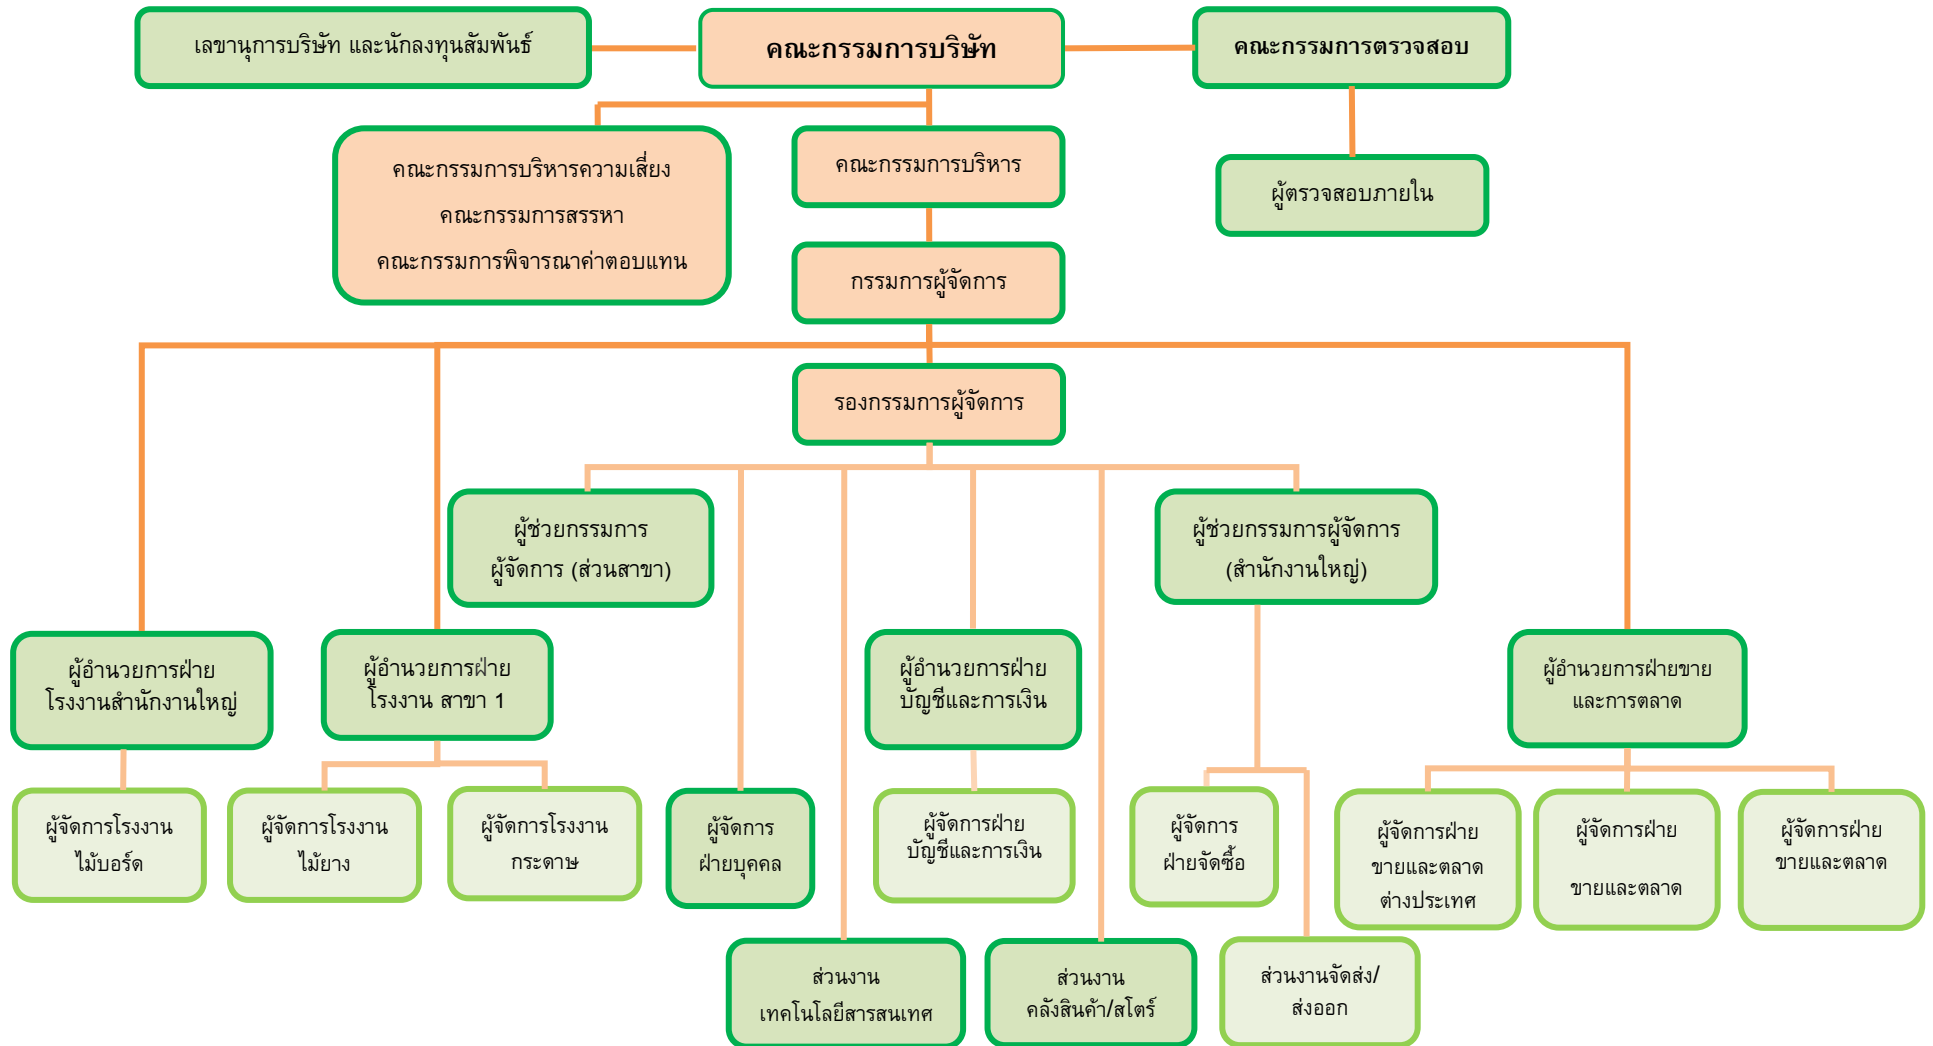 เลขานุการบริษัท และนักลงทุนสัมพันธ์
คณะกรรมการบริษัท
คณะกรรมการตรวจสอบ
คณะกรรมการบริหารความเสี่ยง
คณะกรรมการสรรหา
คณะกรรมการพิจารณาค่าตอบแทน
คณะกรรมการบริหาร
ผู้ตรวจสอบภายใน
กรรมการผู้จัดการ
รองกรรมการผู้จัดการ
ผู้ช่วยกรรมการ
ผู้จัดการ (ส่วนสาขา)
ผู้ช่วยกรรมการผู้จัดการ
(สำนักงานใหญ่)
ผู้อำนวยการฝ่าย
โรงงานสำนักงานใหญ่
ผู้อำนวยการฝ่าย
โรงงาน สาขา 1
ผู้อำนวยการฝ่าย
บัญชีและการเงิน
ผู้อำนวยการฝ่ายขาย
และการตลาด
ผู้จัดการโรงงาน
ไม้บอร์ด
ผู้จัดการโรงงาน
ไม้ยาง
ผู้จัดการโรงงาน
กระดาษ
ผู้จัดการ
ฝ่ายบุคคล
ผู้จัดการฝ่าย
บัญชีและการเงิน
ผู้จัดการ
ฝ่ายจัดซื้อ
ผู้จัดการฝ่าย
ขายและตลาด
ต่างประเทศ
ผู้จัดการฝ่าย
ขายและตลาด
ผู้จัดการฝ่าย
ขายและตลาด
ส่วนงาน
เทคโนโลยีสารสนเทศ
ส่วนงาน
คลังสินค้า/สโตร์
ส่วนงานจัดส่ง/
ส่งออก